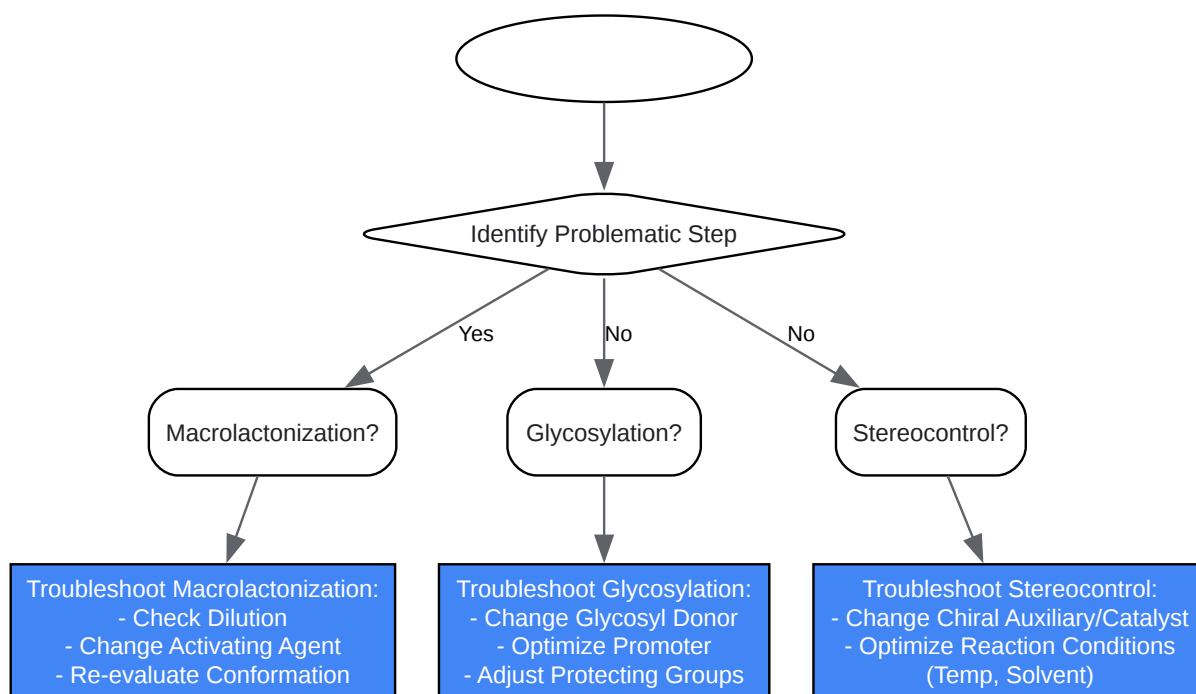 Identify Problematic Step
Yes
No
No
Macrolactonization?
Glycosylation?
Stereocontrol?
Troubleshoot Macrolactonization:
- Check Dilution
- Change Activating Agent
- Re-evaluate Conformation
Troubleshoot Glycosylation:
- Change Glycosyl Donor
- Optimize Promoter
- Adjust Protecting Groups
Troubleshoot Stereocontrol:
- Change Chiral Auxiliary/Catalyst
- Optimize Reaction Conditions
(Temp, Solvent)